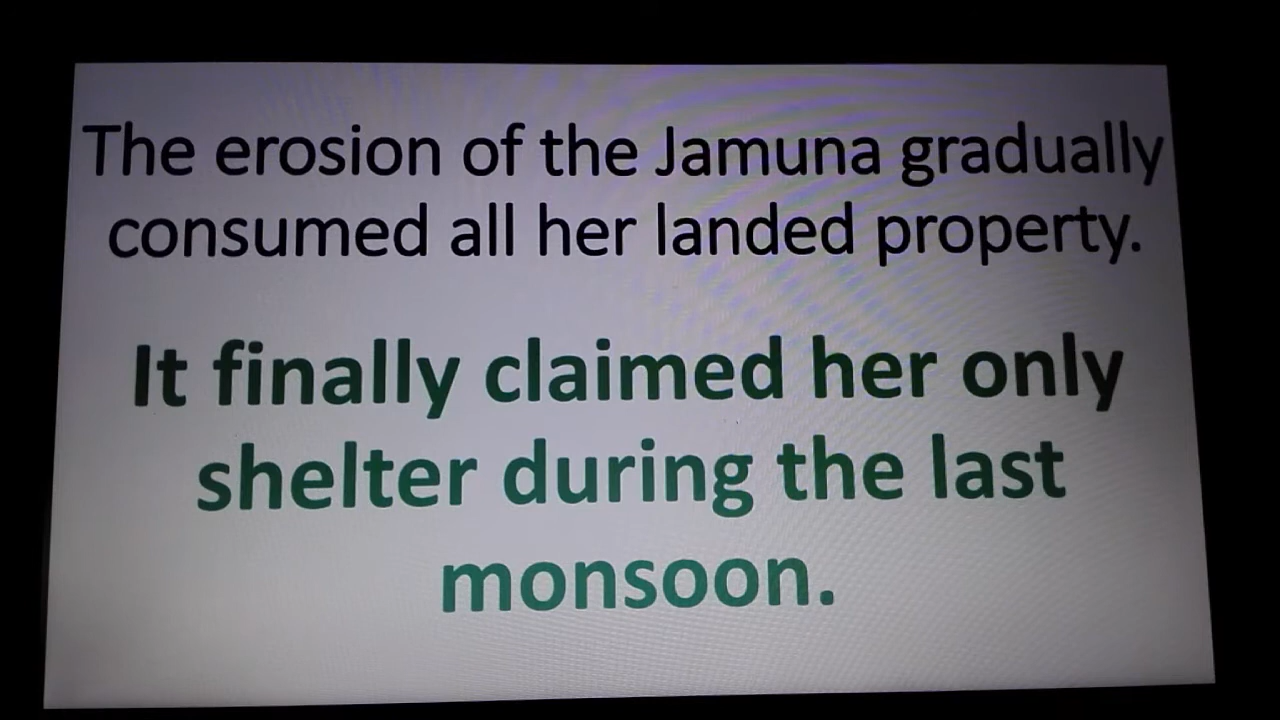 The erosion of the Jamuna gradually
consumed all her landed property.
It finally claimed her only
shelter during the last
monsoon.